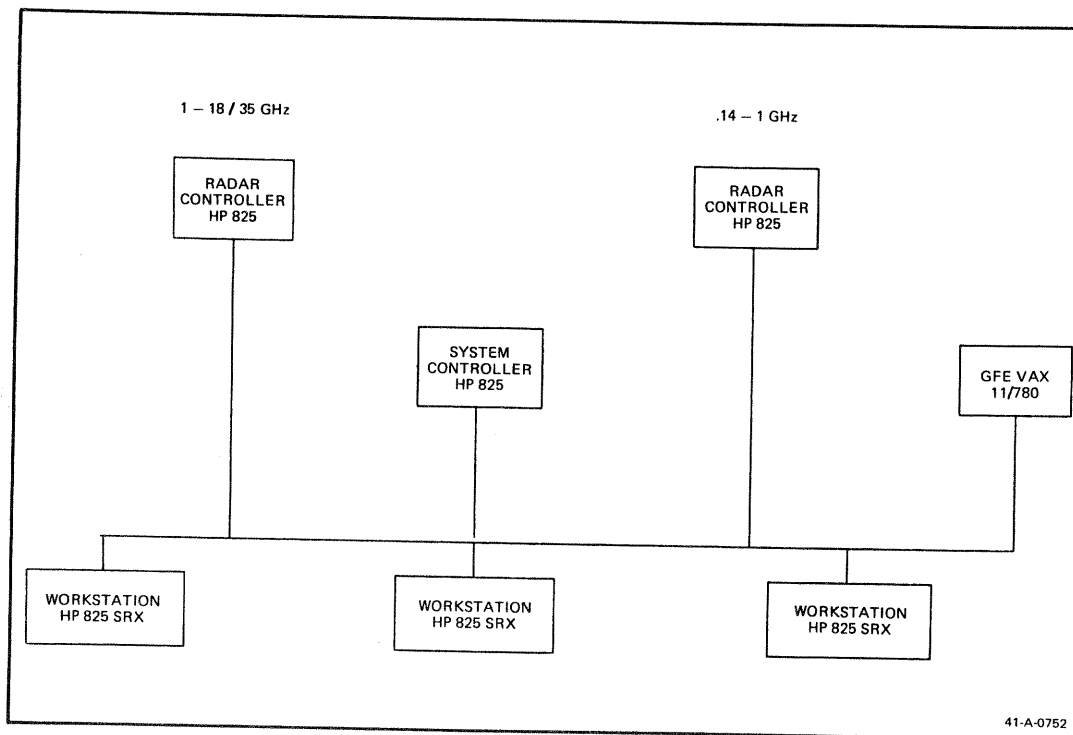 1 – 18 / 35 GHz
.14 – 1 GHz
RADAR
CONTROLLER
HP 825
RADAR
CONTROLLER
HP 825
SYSTEM
CONTROLLER
HP 825
GFE VAX
11/780
WORKSTATION
HP 825 SRX
WORKSTATION
HP 825 SRX
WORKSTATION
HP 825 SRX
41-A-0752